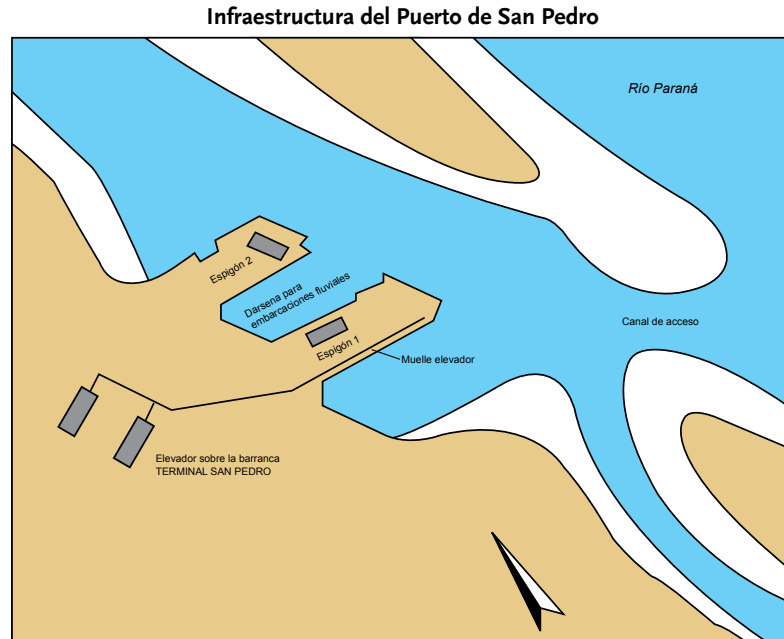 Infraestructura del Puerto de San Pedro
Río Paraná
Espigón 2
Darsena para
embarcaciones fluviales
Canal de acceso
Espigón 1
Muelle elevador
Elevador sobre la barranca
TERMINAL SAN PEDRO